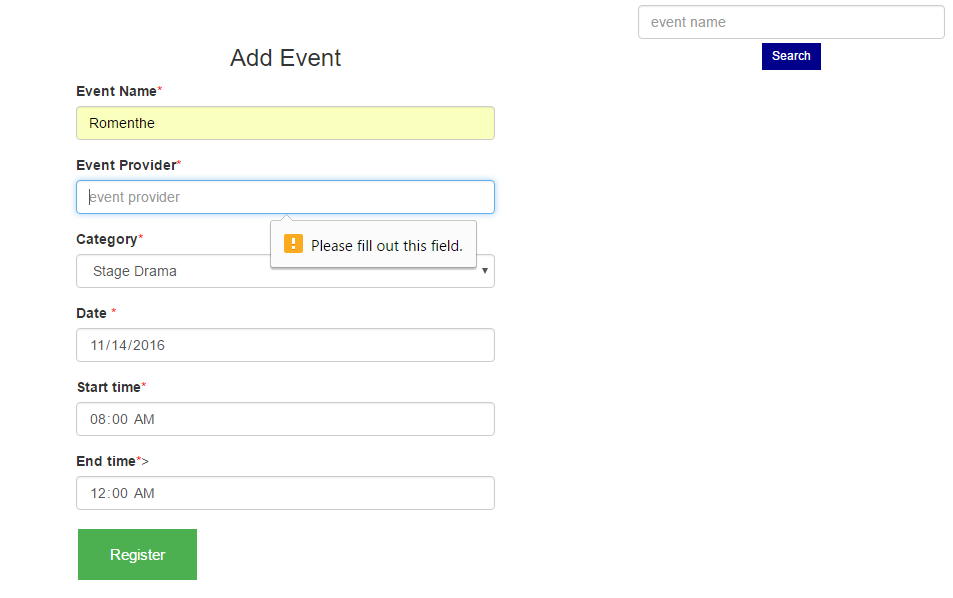 event name
Search
Add Event
Event Name*
Romenthe
Event Provider*
event provider
Please fill out this field.
Category*
Stage Drama
Date *
11/14/2016
Start time*
08:00 AM
End time*>
12:00 AM
Register